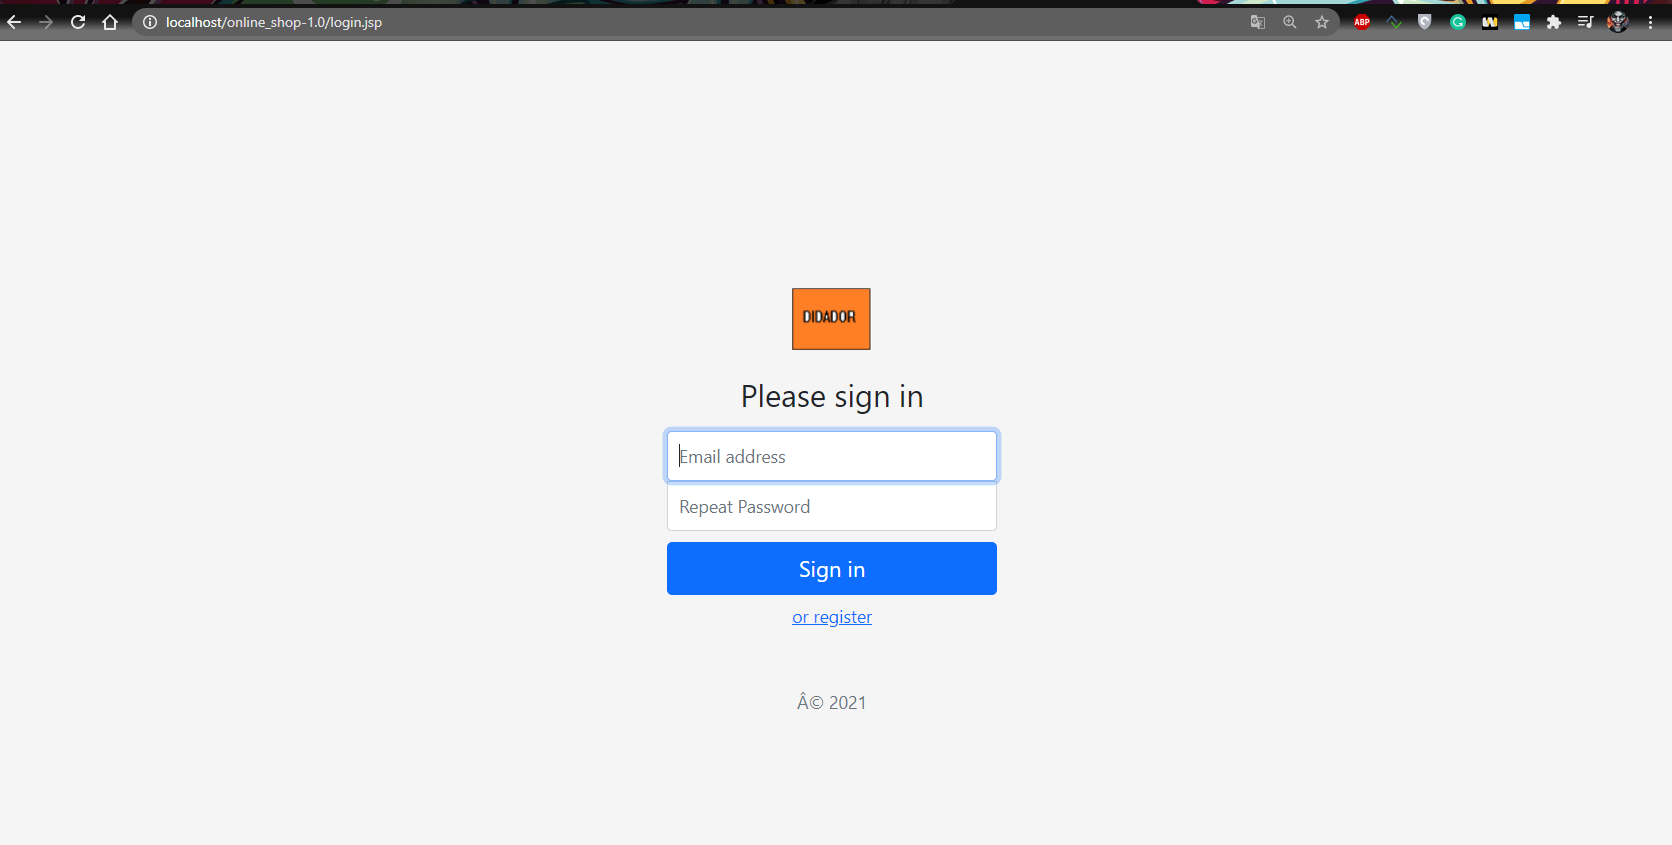 localhost/online_shop-1.0/login.jsp
ABP
DIDADOR
Please sign in
Email address
Repeat Password
Sign in
or register
Â© 2021